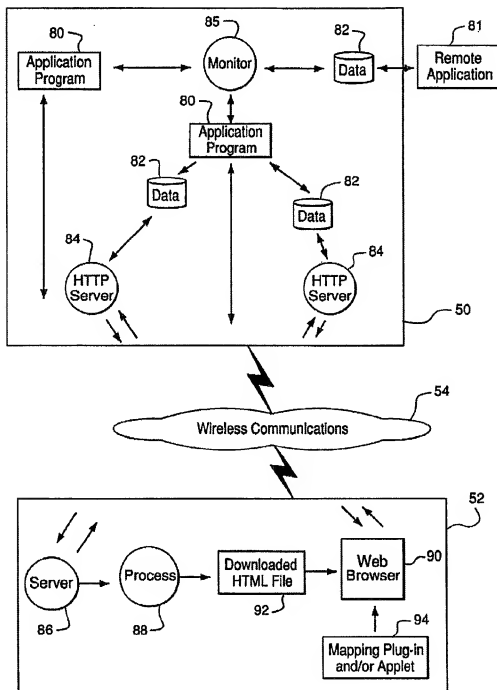 80
Application
Program
85
Monitor
82
Data
81
Remote
Application
80
Application
Program
82
Data
82
Data
84
HTTP
Server
84
HTTP
Server
50
54
Wireless Communications
52
Server
86
Process
88
Downloaded
HTML File
92
Web
Browser
90
94
Mapping Plug-in
and/or Applet